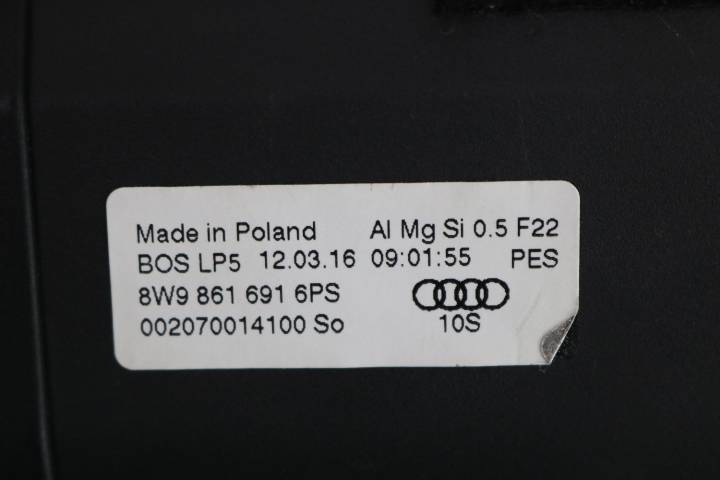 Made in Poland Al Mg Si 0.5 F22
BOS LP5 12.03.16 09:01:55 PES
8W9 861 691 6PS
002070014100 So 10S